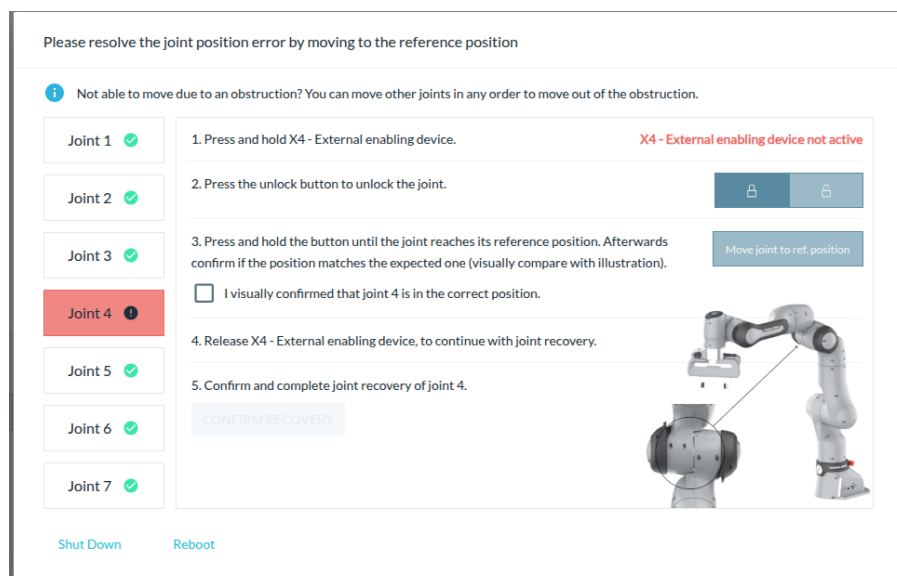 Please resolve the joint position error by moving to the reference position
Not able to move due to an obstruction? You can move other joints in any order to move out of the obstruction.
Joint 1
Joint 2
Joint 3
Joint 4
Joint 5
Joint 6
Joint 7
1. Press and hold X4 - External enabling device.
X4 - External enabling device not active
2. Press the unlock button to unlock the joint.
3. Press and hold the button until the joint reaches its reference position. Afterwards
confirm if the position matches the expected one (visually compare with illustration).
Move joint to ref. position
I visually confirmed that joint 4 is in the correct position.
4. Release X4 - External enabling device, to continue with joint recovery.
5. Confirm and complete joint recovery of joint 4.
CONFIRM RECOVERY
Shut Down
Reboot